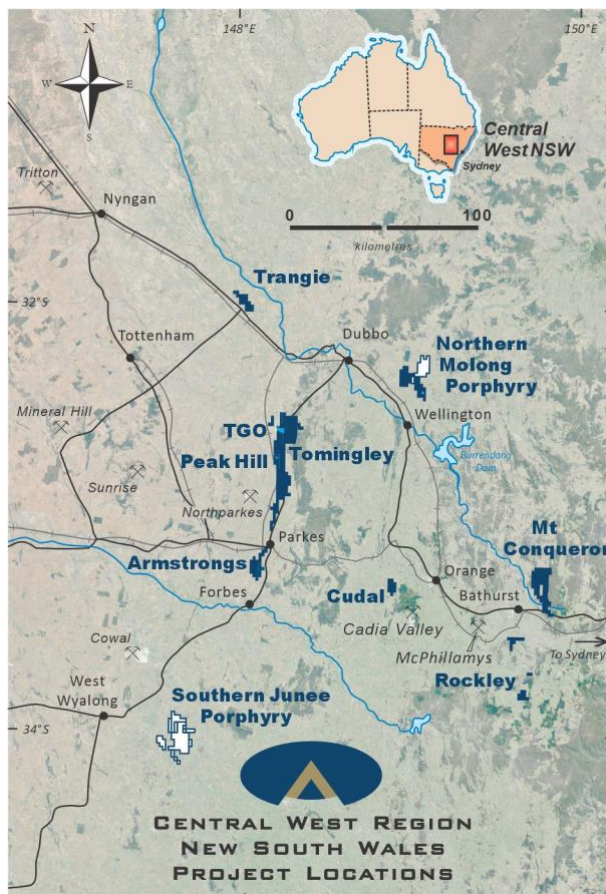 148°E
150°E
N
W
E
S
Central
West NSW
Sydney
0
100
kilometres
Tritton
Nyngan
Trangie
32°S
Dubbo
Tottenham
Northern
Molong
Porphyry
Mineral Hill
Wellington
TGO
Peak Hill
Tomingley
Burrendong
Dam
Sunrise
Northparkes
Mt
Conqueror
Parkes
Armstrongs
Orange
Forbes
Cudal
Bathurst
Cadia Valley
Cowal
McPhillamys
To Sydney
West
Wyalong
Rockley
Southern Junee
Porphyry
34°S
Central West Region
New South Wales
Project Locations